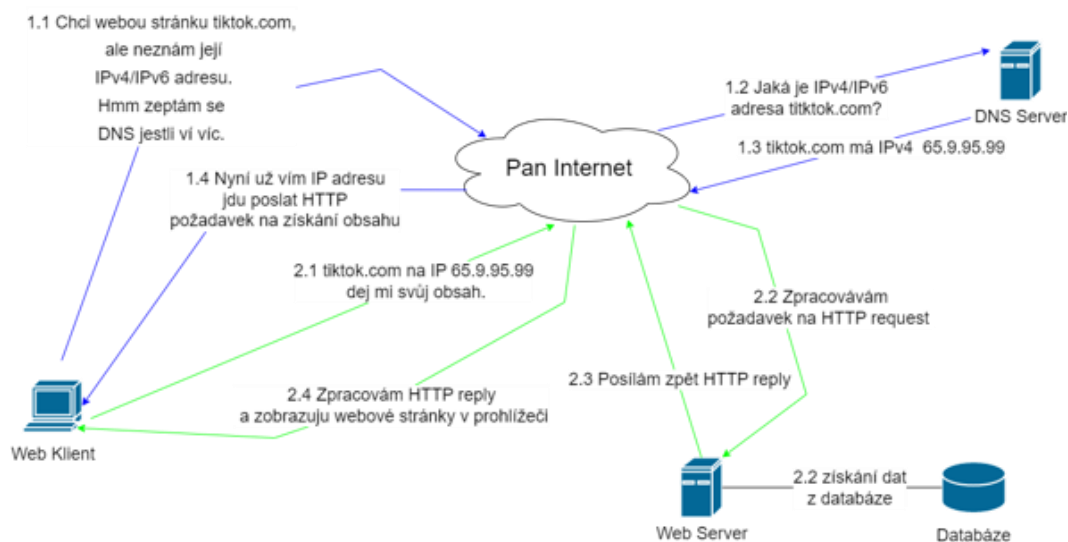 1.1 Chci webou stránku tiktok.com,
ale neznám její
IPv4/IPv6 adresu.
Hmm zeptám se
DNS jestli ví víc.
1.2 Jaká je IPv4/IPv6
adresa titktok.com?
DNS Server
1.3 tiktok.com má IPv4 65.9.95.99
Pan Internet
1.4 Nyní už vím IP adresu
jdu poslat HTTP
požadavek na získání obsahu
2.1 tiktok.com na IP 65.9.95.99
dej mi svůj obsah.
2.2 Zpracovávám
požadavek na HTTP request
2.3 Posílám zpět HTTP reply
2.4 Zpracovám HTTP reply
a zobrazuju webové stránky v prohlížeči
Web Klient
2.2 získání dat
z databáze
Web Server
Databáze